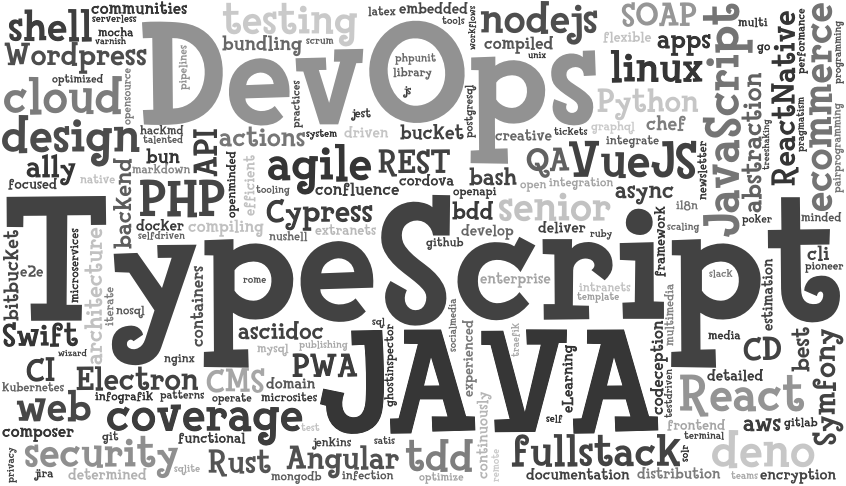 communities
serverless
shell
mocha
varnish
Wordpress
testing
bundling
scrum
latex
embedded
tools
workflows
nodejs
compiled
unix
SOAP
flexible
apps
multi
go
performance
programming
JavaScript
ReactNative
ecommerce
optimized
pipelines
DevOps
phpunit
library
js
linux
cloud
opensource
practices
jest
postgresql
Python
graphql
chef
abstraction
treeshaking
pragmatism
pairprogramming
design
hackmd
talented
API
actions
system
driven
bucket
creative
tickets
integrate
newsletter
ally
bun
markdown
openminded
efficient
agile
REST
QA
VueJS
focused
native
backend
PHP
tooling
confluence
cordova
bash
openapi
open
integration
async
docker
selfdriven
compiling
nushell
Cypress
extranets
github
bdd
senior
develop
deliver
ruby
framework
il8n
scaling
poker
minded
bitbucket
e2e
microservices
architecture
iterate
TypeScript
rome
enterprise
intranets
template
slack
cli
pioneer
nosql
containers
multimedia
estimation
Swift
wizard
nginx
asciidoc
mysql
publishing
sql
ghostinspector
socialmedia
experienced
traefik
eLearning
codeception
testdriven
media
CD
best
Symfony
CI
Kubernetes
Electron
infografik
patterns
CMS
operate
domain
microsites
PWA
JAVA
self
detailed
React
web
composer
coverage
test
continuously
frontend
terminal
aws
gitlab
git
functional
jenkins
satis
fullstack
solr
deno
privacy
security
jira
determined
sqlite
Rust
Angular
mongodb
infection
tdd
optimize
remote
documentation
distribution
teams
encryption